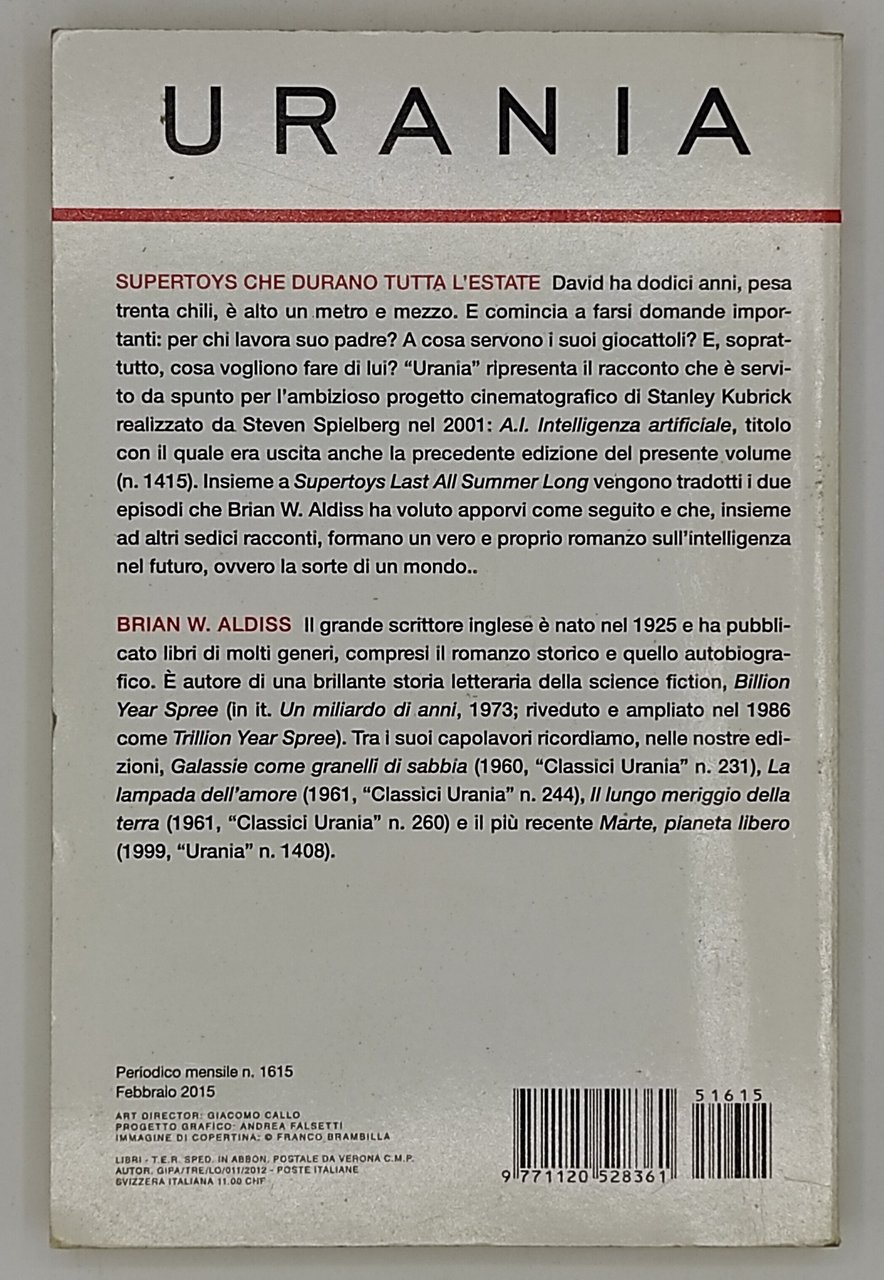 URANIA
SUPERTOYS CHE DURANO TUTTA L'ESTATE David ha dodici anni, pesa
trenta chili, è alto un metro e mezzo. E comincia a farsi domande impor-
tanti: per chi lavora suo padre? A cosa servono i suoi giocattoli? E, soprat-
tutto, cosa vogliono fare di lui? “Urania” ripresenta il racconto che è servi-
to da spunto per l'ambizioso progetto cinematografico di Stanley Kubrick
realizzato da Steven Spielberg nel 2001: A.I. Intelligenza artificiale, titolo
con il quale era uscita anche la precedente edizione del presente volume
(n. 1415). Insieme a Supertoys Last All Summer Long vengono tradotti i due
episodi che Brian W. Aldiss ha voluto apporvi come seguito e che, insieme
ad altri sedici racconti, formano un vero e proprio romanzo sull'intelligenza
nel futuro, ovvero la sorte di un mondo..
BRIAN W. ALDISS Il grande scrittore inglese è nato nel 1925 e ha pubbli-
cato libri di molti generi, compresi il romanzo storico e quello autobiogra-
fico. È autore di una brillante storia letteraria della science fiction, Billion
Year Spree (in it. Un miliardo di anni, 1973; riveduto e ampliato nel 1986
come Trillion Year Spree). Tra i suoi capolavori ricordiamo, nelle nostre edi-
zioni, Galassie come granelli di sabbia (1960, “Classici Urania” n. 231), La
lampada dell'amore (1961, “Classici Urania” n. 244), Il lungo meriggio della
terra (1961, “Classici Urania” n. 260) e il più recente Marte, pianeta libero
(1999, “Urania” n. 1408).
Periodico mensile n. 1615
Febbraio 2015
ART DIRECTOR: GIACOMO CALLO
PROGETTO GRAFICO: ANDREA FALSETTI
IMMAGINE DI COPERTINA: © FRANCO BRAMBILLA
LIBRI - T.E.R. SPED. IN ABBON. POSTALE DA VERONA C.M.P.
AUTOR. GIPA/TRE/LO/011/2012 - POSTE ITALIANE
SVIZZERA ITALIANA 11.00 CHF
51615
9 771120 528361